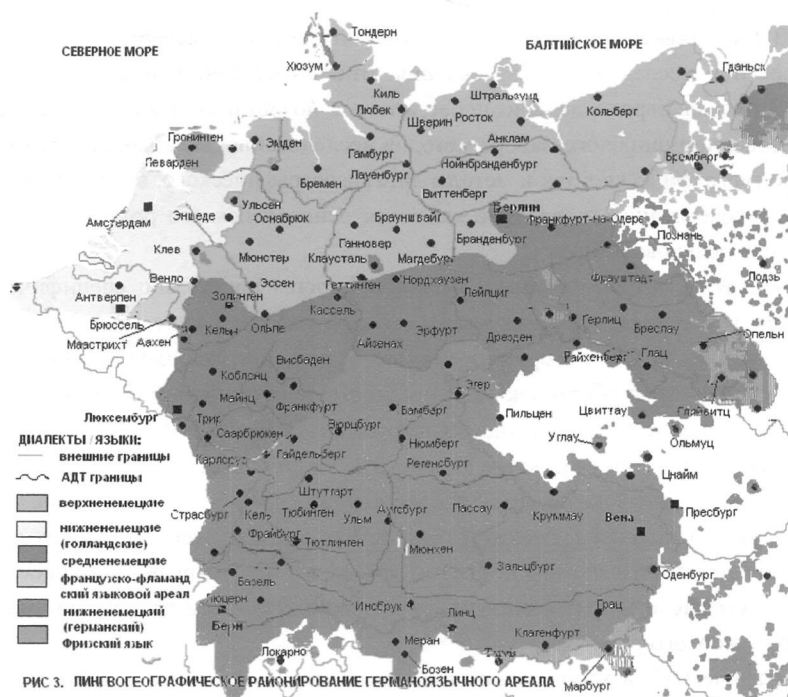 СЕВЕРНОЕ МОРЕ
БАЛТИЙСКОЕ МОРЕ
Тондерн
Хюзум
Киль
Любек
Шверин
Росток
Штральзунд
Анклам
Кольберг
Гданьск
Гронинген
Леварден
Эмден
Гамбург
Лауенбург
Нойнбранденбург
Бремберг
Бремен
Виттенберг
Берлин
Амстердам
Ульсен
Эншеде
Оснабрюк
Брауншвайг
Франкфурт-на-Одере
Ганновер
Бранденбург
Познань
Клев
Мюнстер
Клаусталь
Магдебург
Венло
Эссен
Геттинген
Нордхаузен
Фрауштадт
Лодзь
Антверпен
Золинген
Кассель
Лейпциг
Брюссель
Кельн
Ольпе
Эрфурт
Герлиц
Бреслау
Маастрихт
Аахен
Айзенах
Дрезден
Опельн
Райхенберг
Глац
Висбаден
Кобленц
Эгер
Майнц
Франкфурт
Бамберг
Пильцен
Цвиттау
Глайвитц
Люксембург
Трир
Вюрцбург
Саарбрюкен
Нюмберг
Углау
Ольмуц
Карлсруэ
Гайдельберг
Регенсбург
Цнайм
Штутгарт
Страсбург
Кель
Тюбинген
Ульм
Аугсбург
Пассау
Круммау
Вена
Пресбург
Фрайбург
Тютлинген
Мюнхен
Зальцбург
Базель
Оденбург
Люцерн
Инсбрук
Линц
Грац
Берн
Меран
Клагенфурт
Локарно
Бозен
Марбург
ДИАЛЕКТЫ / ЯЗЫКИ:
внешние границы
АДТ границы
верхненемецкие
нижненемецкие
(голландские)
средненемецкие
французско-фламанд
ский языковой ареал
нижненемецкий
(германский)
Фризский язык
РИС 3. ЛИНГВОГЕОГРАФИЧЕСКОЕ РАЙОНИРОВАНИЕ ГЕРМАНОЯЗЫЧНОГО АРЕАЛА